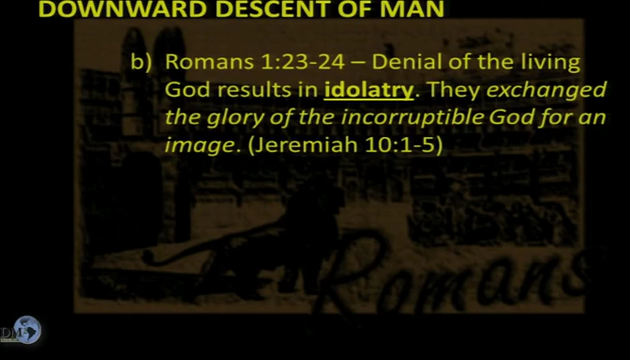 DOWNWARD DESCENT OF MAN
b) Romans 1:23-24 – Denial of the living
God results in idolatry. They exchanged
the glory of the incorruptible God for an
image. (Jeremiah 10:1-5)
Romans
DM